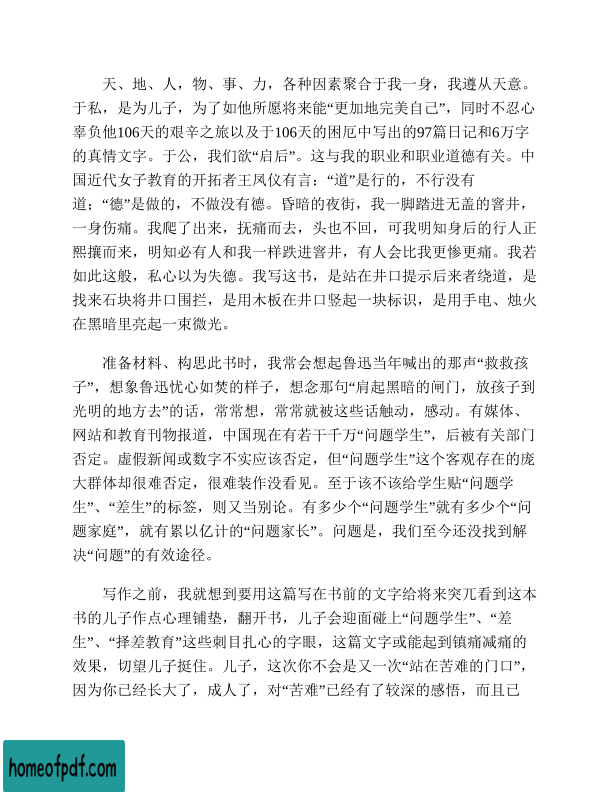 天、地、人，物、事、力，各种因素聚合于我一身，我遵从天意。
于私，是为儿子，为了如他所愿将来能“更加地完美自己”，同时不忍心
辜负他106天的艰辛之旅以及于106天的困厄中写出的97篇日记和6万字
的真情文字。于公，我们欲“启后”。这与我的职业和职业道德有关。中
国近代女子教育的开拓者王凤仪有言：“道”是行的，不行没有
道；“德”是做的，不做没有德。昏暗的夜街，我一脚踏进无盖的窨井，
一身伤痛。我爬了出来，抚痛而去，头也不回，可我明知身后的行人正
熙攘而来，明知必有人和我一样跌进窨井，有人会比我更惨更痛。我若
如此这般，私心以为失德。我写这书，是站在井口提示后来者绕道，是
找来石块将井口围拦，是用木板在井口竖起一块标识，是用手电、烛火
在黑暗里亮起一束微光。
准备材料、构思此书时，我常会想起鲁迅当年喊出的那声“救救孩
子”，想象鲁迅忧心如焚的样子，想念那句“肩起黑暗的闸门，放孩子到
光明的地方去”的话，常常想，常常就被这些话触动，感动。有媒体、
网站和教育刊物报道，中国现在有若干千万“问题学生”，后被有关部门
否定。虚假新闻或数字不实应该否定，但“问题学生”这个客观存在的庞
大群体却很难否定，很难装作没看见。至于该不该给学生贴“问题学
生”、“差生”的标签，则又当别论。有多少个“问题学生”就有多少个“问
题家庭”，就有累以亿计的“问题家长”。问题是，我们至今还没找到解
决“问题”的有效途径。
写作之前，我就想到要用这篇写在书前的文字给将来突兀看到这本
书的儿子作点心理铺垫，翻开书，儿子会迎面碰上“问题学生”、“差
生”、“择差教育”这些刺目扎心的字眼，这篇文字或能起到镇痛减痛的
效果，切望儿子挺住。儿子，这次你不会是又一次“站在苦难的门口”，
因为你已经长大了，成人了，对“苦难”已经有了较深的感悟，而且已
homeofpdf.com